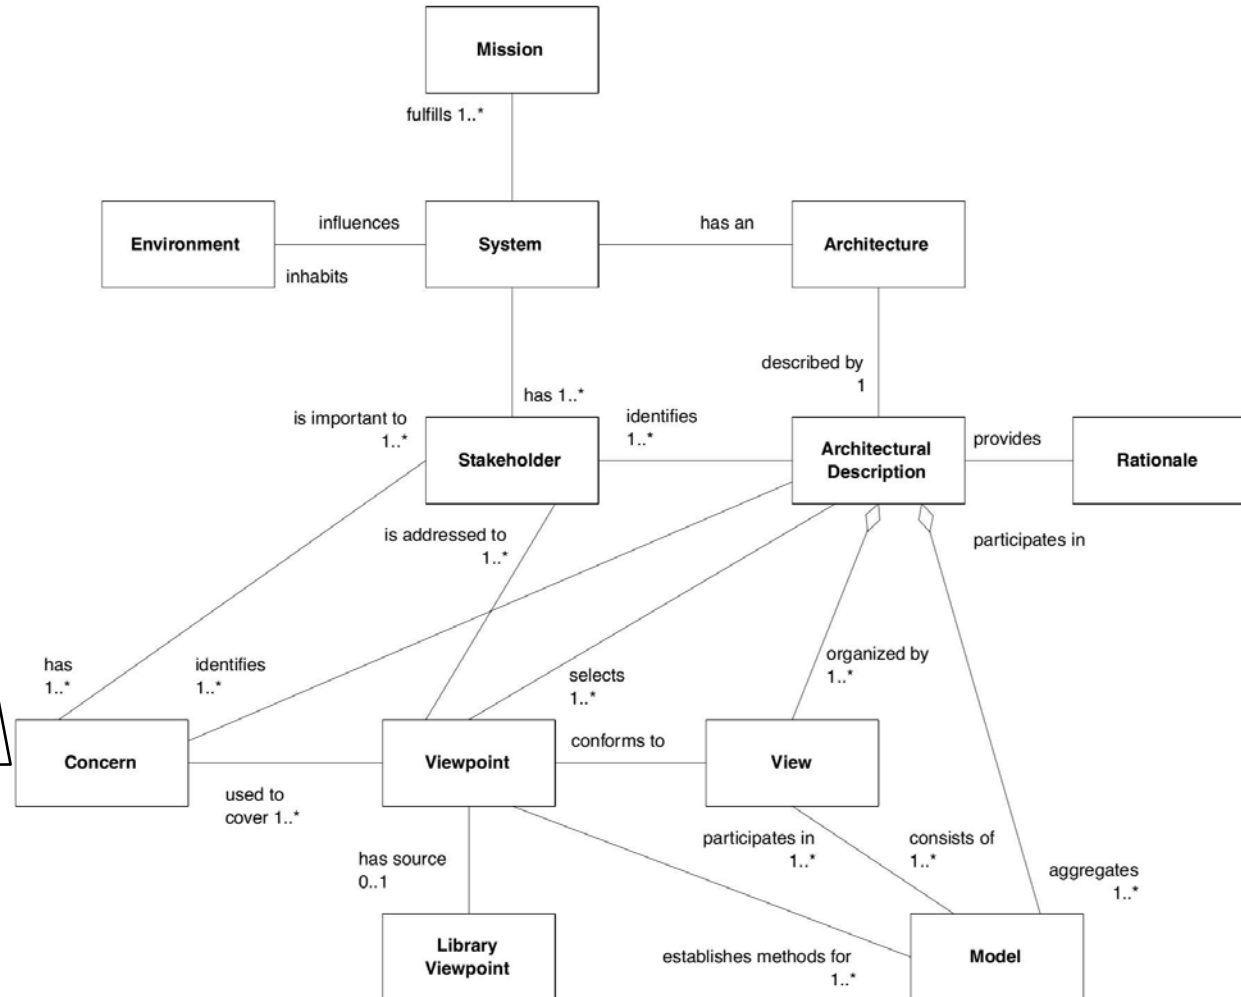 Mission
fulfills 1..*
influences
has an
Environment
System
Architecture
inhabits
described by
1
has 1..*
is important to
1..*
identifies
1..*
Stakeholder
Architectural
Description
provides
Rationale
is addressed to
1..*
participates in
has
1..*
identifies
1..*
selects
1..*
organized by
1..*
conforms to
Concern
Viewpoint
View
used to
cover 1..*
has source
0..1
participates in
1..*
consists of
1..*
aggregates
1..*
Library
Viewpoint
establishes methods for
1..*
Model